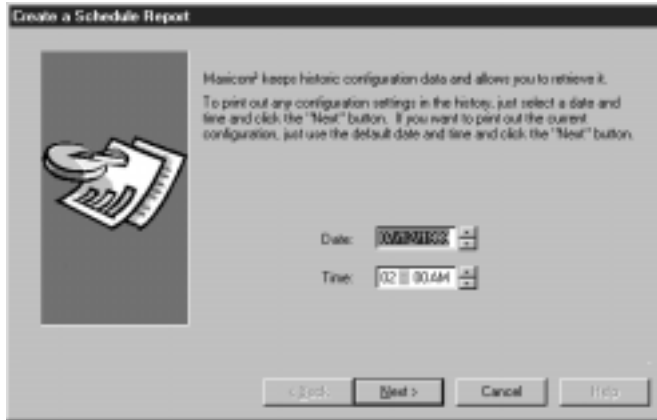 Create a Schedule Report
Maxicom² keeps historic configuration data and allows you to retrieve it.
To print out any configuration settings in the history, just select a date and
time and click the "Next" button. If you want to print out the current
configuration, just use the default date and time and click the "Next" button.
Date:
Time: 02 00 AM
< Back
Next >
Cancel
Help